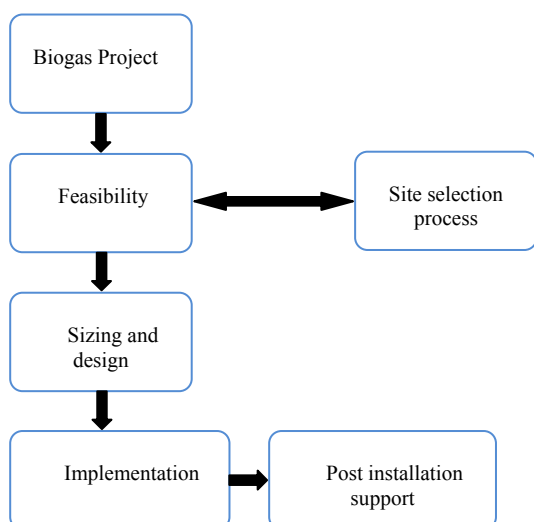 Biogas Project
Feasibility
Site selection
process
Sizing and
design
Implementation
Post installation
support